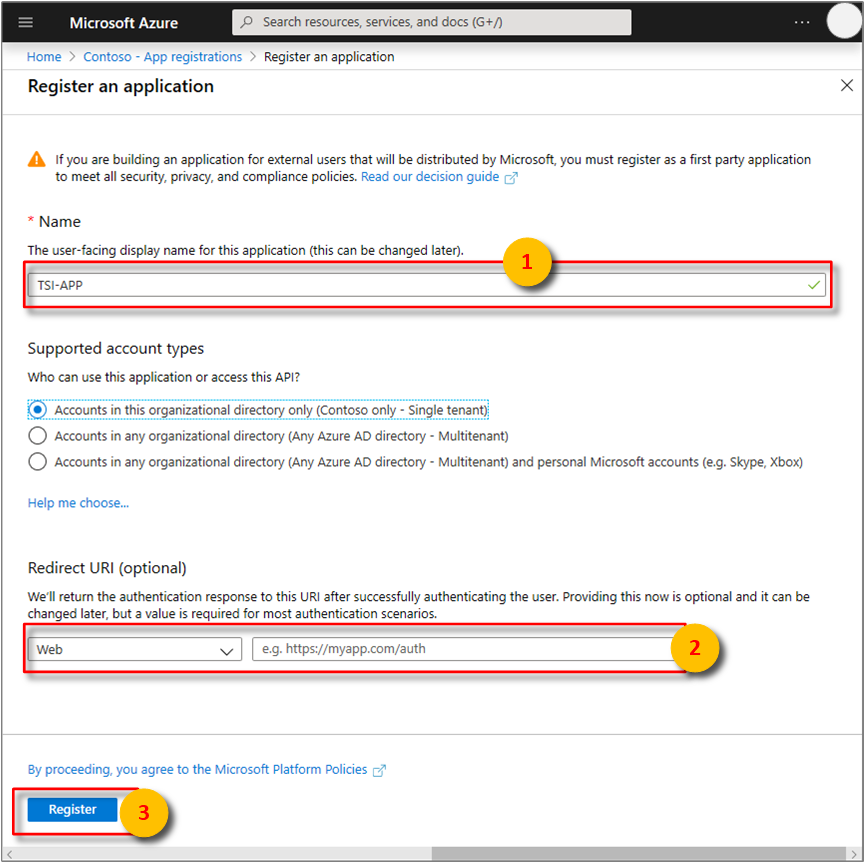 Microsoft Azure
Search resources, services, and docs (G+/)
...
Home > Contoso - App registrations > Register an application
Register an application
If you are building an application for external users that will be distributed by Microsoft, you must register as a first party application
to meet all security, privacy, and compliance policies. Read our decision guide
* Name
The user-facing display name for this application (this can be changed later).
1
TSI-APP
Supported account types
Who can use this application or access this API?
Accounts in this organizational directory only (Contoso only - Single tenant)
Accounts in any organizational directory (Any Azure AD directory - Multitenant)
Accounts in any organizational directory (Any Azure AD directory - Multitenant) and personal Microsoft accounts (e.g. Skype, Xbox)
Help me choose...
Redirect URI (optional)
We'll return the authentication response to this URI after successfully authenticating the user. Providing this now is optional and it can be
changed later, but a value is required for most authentication scenarios.
Web e.g. https://myapp.com/auth 2
By proceeding, you agree to the Microsoft Platform Policies
Register 3